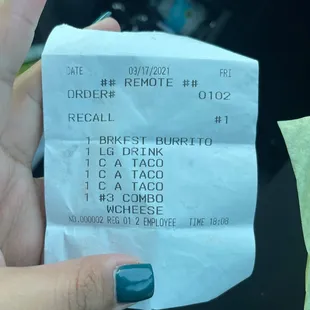 DATE 03/17/2021 FRI
## REMOTE ##
ORDER# 0102
RECALL #1
1 BRKFST BURRITO
1 LG DRINK
1 C A TACO
1 C A TACO
1 C A TACO
1 #3 COMBO
WCHEESE
NO.000002 REG 01 2 EMPLOYEE TIME 18:08